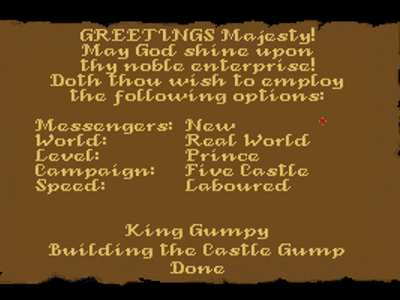 GREETINGS Majesty!
May God shine upon
thy noble enterprise!
Doth thou wish to employ
the following options:
Messengers: New
World: Real World
Level: Prince
Campaign: Five Castle
Speed: Laboured
King Gumpy
Building the Castle Gump
Done